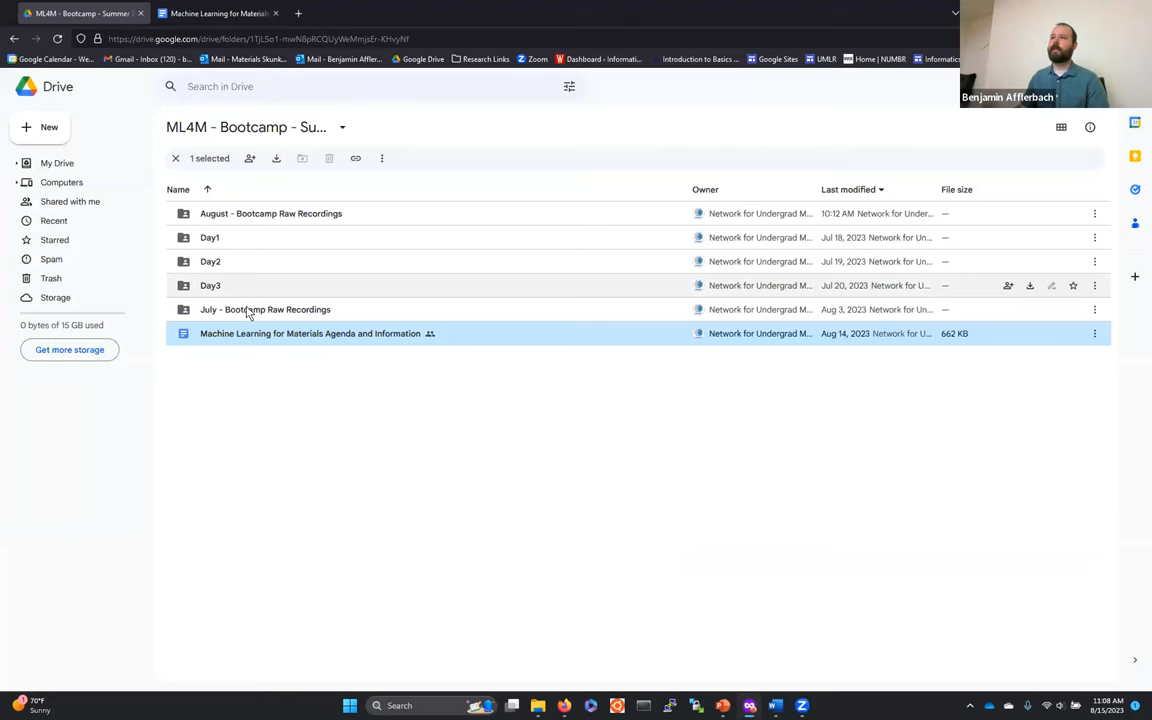 ML4M - Bootcamp - Summer 2
Machine Learning for Materials
https://drive.google.com/drive/folders/1TjLSo1-mwN8pRCQUyWeMmjsEr-KHvyNf
Google Calendar - We...
Gmail - Inbox (120) - b...
Mail - Materials Skunk...
Mail - Benjamin Affler...
Google Drive
Research Links
Zoom
Dashboard ‹ Informati...
Introduction to Basics ...
Google Sites
UMLR
WIX
Home | NUMBR
Informatics
Benjamin Afflerbach
Drive
Search in Drive
New
ML4M - Bootcamp - Su...
1 selected
My Drive
Computers
Shared with me
Recent
Starred
Spam
Trash
Storage
0 bytes of 15 GB used
Get more storage
Name Owner Last modified File size
August - Bootcamp Raw Recordings Network for Undergrad M... 10:12 AM Network for Under... —
Day1 Network for Undergrad M... Jul 18, 2023 Network for Un... —
Day2 Network for Undergrad M... Jul 19, 2023 Network for Un... —
Day3 Network for Undergrad M... Jul 20, 2023 Network for U... —
July - Bootcamp Raw Recordings Network for Undergrad M... Aug 3, 2023 Network for Un... —
Machine Learning for Materials Agenda and Information Network for Undergrad M... Aug 14, 2023 Network for U... 662 KB
70°F
Sunny
Search
11:08 AM
8/15/2023